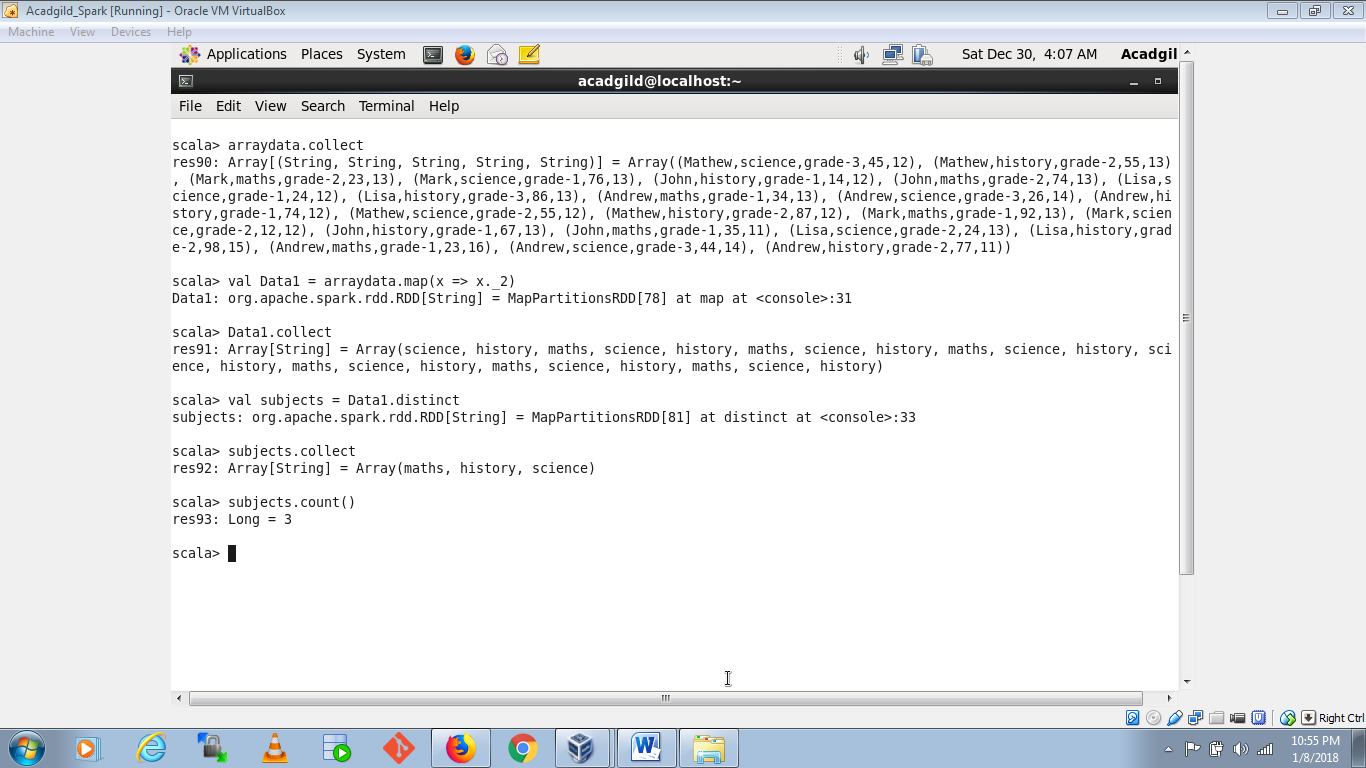 Acadgild_Spark [Running] - Oracle VM VirtualBox
Machine View Devices Help
Applications Places System Sat Dec 30, 4:07 AM Acadgil
acadgild@localhost:~
File Edit View Search Terminal Help
scala> arraydata.collect
res90: Array[(String, String, String, String, String)] = Array((Mathew,science,grade-3,45,12), (Mathew,history,grade-2,55,13)
, (Mark,maths,grade-2,23,13), (Mark,science,grade-1,76,13), (John,history,grade-1,14,12), (John,maths,grade-2,74,13), (Lisa,s
cience,grade-1,24,12), (Lisa,history,grade-3,86,13), (Andrew,maths,grade-1,34,13), (Andrew,science,grade-3,26,14), (Andrew,hi
story,grade-1,74,12), (Mathew,science,grade-2,55,12), (Mathew,history,grade-2,87,12), (Mark,maths,grade-1,92,13), (Mark,scien
ce,grade-2,12,12), (John,history,grade-1,67,13), (John,maths,grade-1,35,11), (Lisa,science,grade-2,24,13), (Lisa,history,grad
e-2,98,15), (Andrew,maths,grade-1,23,16), (Andrew,science,grade-3,44,14), (Andrew,history,grade-2,77,11))
scala> val Data1 = arraydata.map(x => x._2)
Data1: org.apache.spark.rdd.RDD[String] = MapPartitionsRDD[78] at map at <console>:31
scala> Data1.collect
res91: Array[String] = Array(science, history, maths, science, history, maths, science, history, maths, science, history, sci
ence, history, maths, science, history, maths, science, history, maths, science, history)
scala> val subjects = Data1.distinct
subjects: org.apache.spark.rdd.RDD[String] = MapPartitionsRDD[81] at distinct at <console>:33
scala> subjects.collect
res92: Array[String] = Array(maths, history, science)
scala> subjects.count()
res93: Long = 3
scala>
Right Ctrl
10:55 PM
1/8/2018